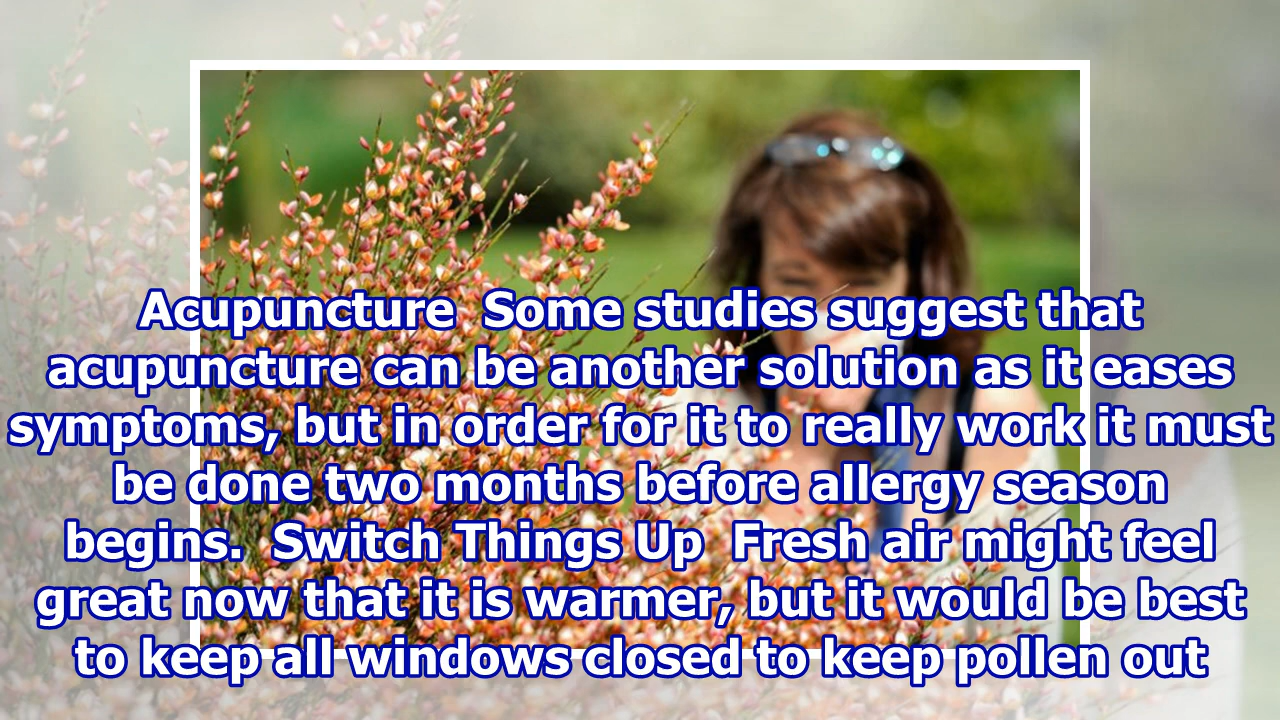 Acupuncture  Some studies suggest that
acupuncture can be another solution as it eases
symptoms, but in order for it to really work it must
be done two months before allergy season
begins.  Switch Things Up  Fresh air might feel
great now that it is warmer, but it would be best
to keep all windows closed to keep pollen out